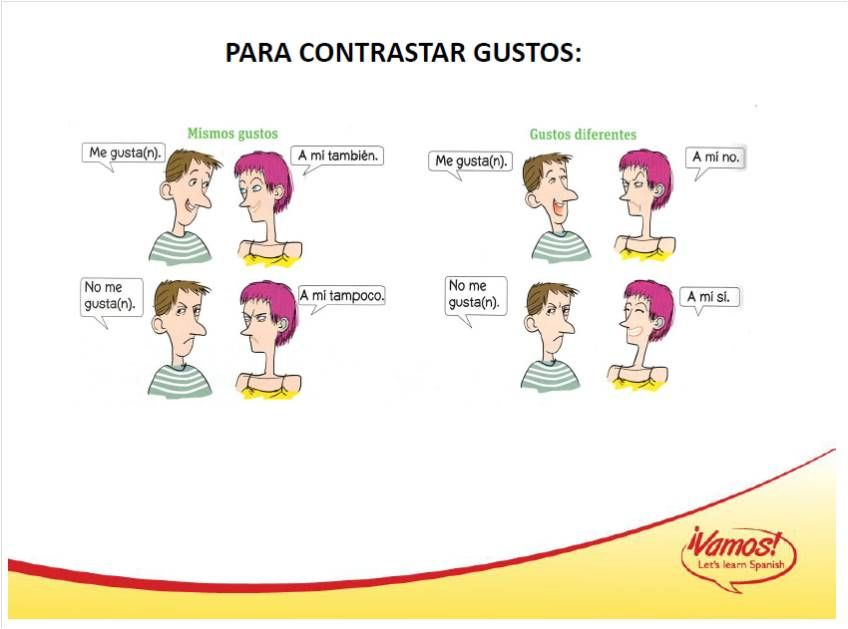 PARA CONTRASTAR GUSTOS:
Mismos gustos
Me gusta(n).
A mí también.
No me
gusta(n).
A mí tampoco.
Gustos diferentes
Me gusta(n).
A mí no.
No me
gusta(n).
A mí sí.
¡Vamos!
Let's learn Spanish